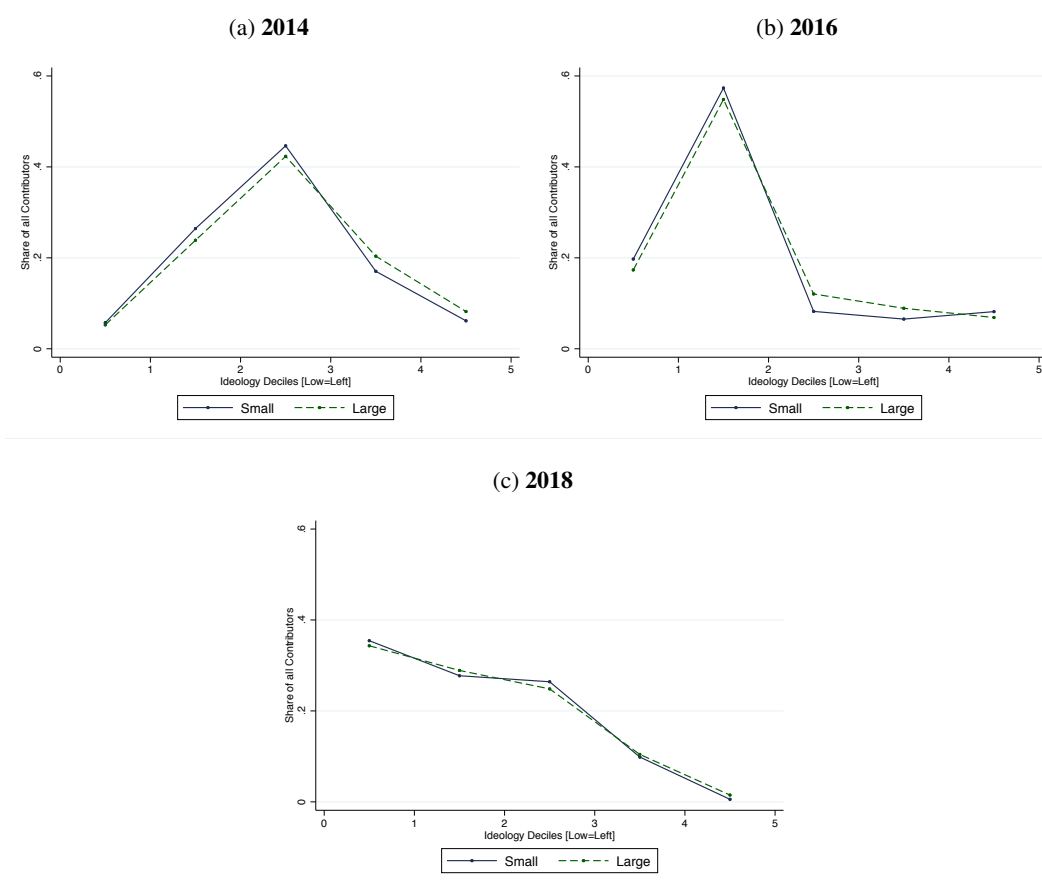 (a) 2014
Share of all Contributors
0 .2 .4 .6
0 1 2 3 4 5
Ideology Deciles [Low=Left]
Small Large
(b) 2016
Share of all Contributors
0 .2 .4 .6
0 1 2 3 4 5
Ideology Deciles [Low=Left]
Small Large
(c) 2018
Share of all Contributors
0 .2 .4 .6
0 1 2 3 4 5
Ideology Deciles [Low=Left]
Small Large